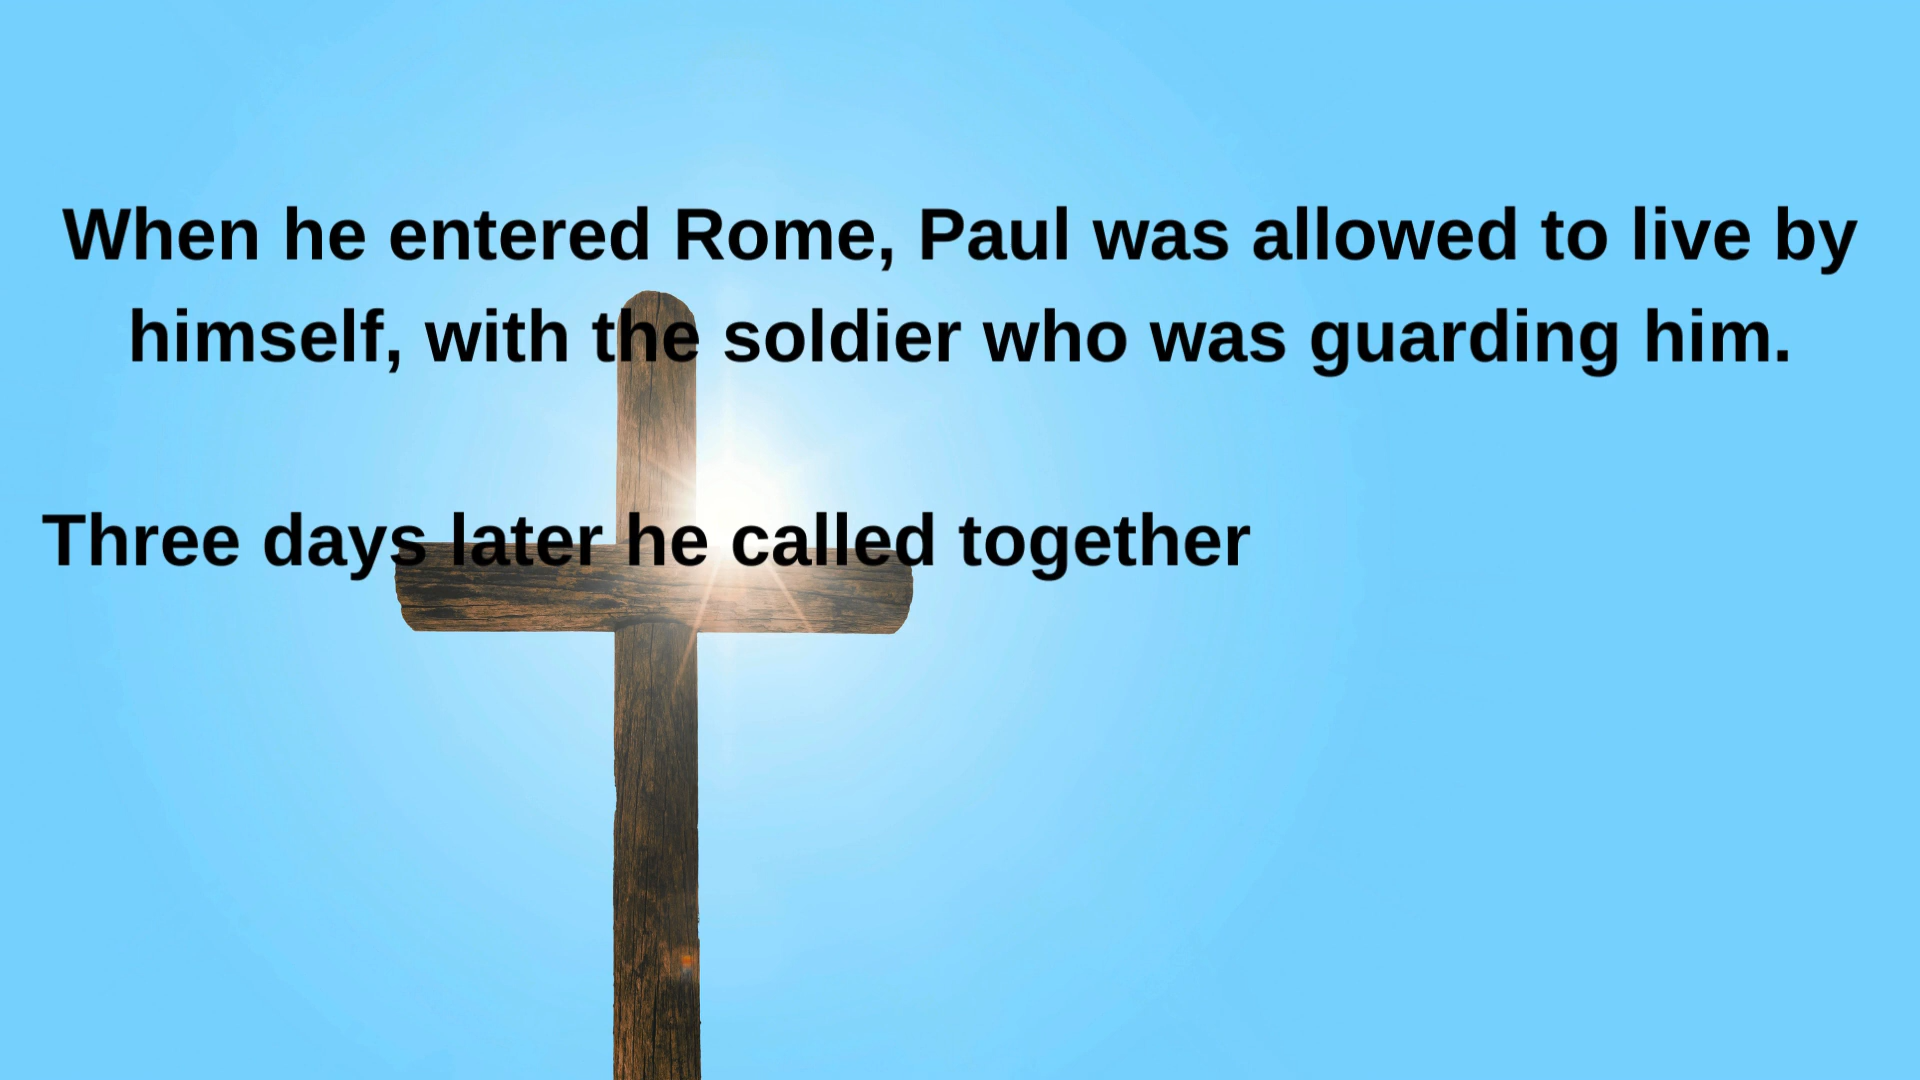 When he entered Rome, Paul was allowed to live by
himself, with the soldier who was guarding him.
Three days later he called together